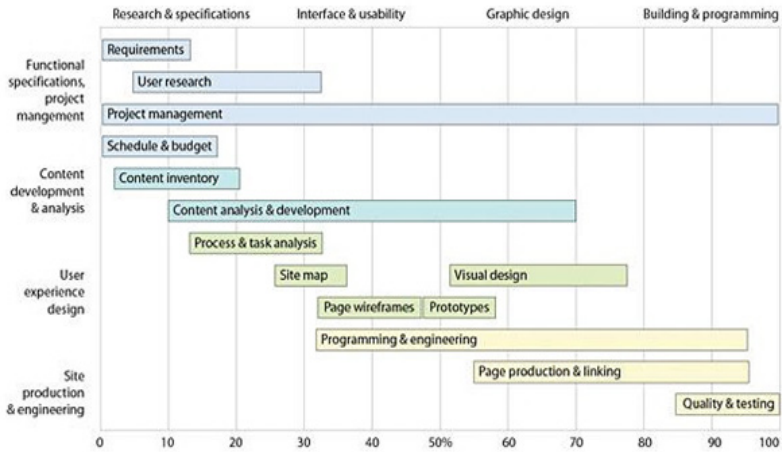 Research & specifications
Interface & usability
Graphic design
Building & programming
Functional
specifications,
project
mangement
Requirements
User research
Project management
Schedule & budget
Content
development
& analysis
Content inventory
Content analysis & development
User
experience
design
Process & task analysis
Site map
Visual design
Page wireframes
Prototypes
Programming & engineering
Site
production
& engineering
Page production & linking
Quality & testing
0 10 20 30 40 50% 60 70 80 90 100